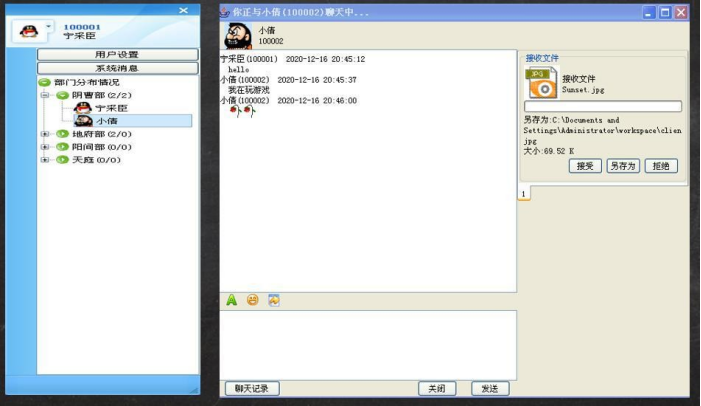 100001
宁采臣
用户设置
系统消息
部门分布情况
阴曹部(2/2)
宁采臣
小倩
地府部(2/0)
阳间部(0/0)
天庭(0/0)
你正与小倩(100002)聊天中...
小倩
100002
宁采臣(100001) 2020-12-16 20:45:12
hello
小倩(100002) 2020-12-16 20:45:37
我在玩游戏
小倩(100002) 2020-12-16 20:46:00
接收文件
JPG
接收文件
Sunset.jpg
另存为:C:\Documents and
Settings\Administrator\workspace\clien
jpg
大小:69.52 K
接受 另存为 拒绝
1
聊天记录 关闭 发送